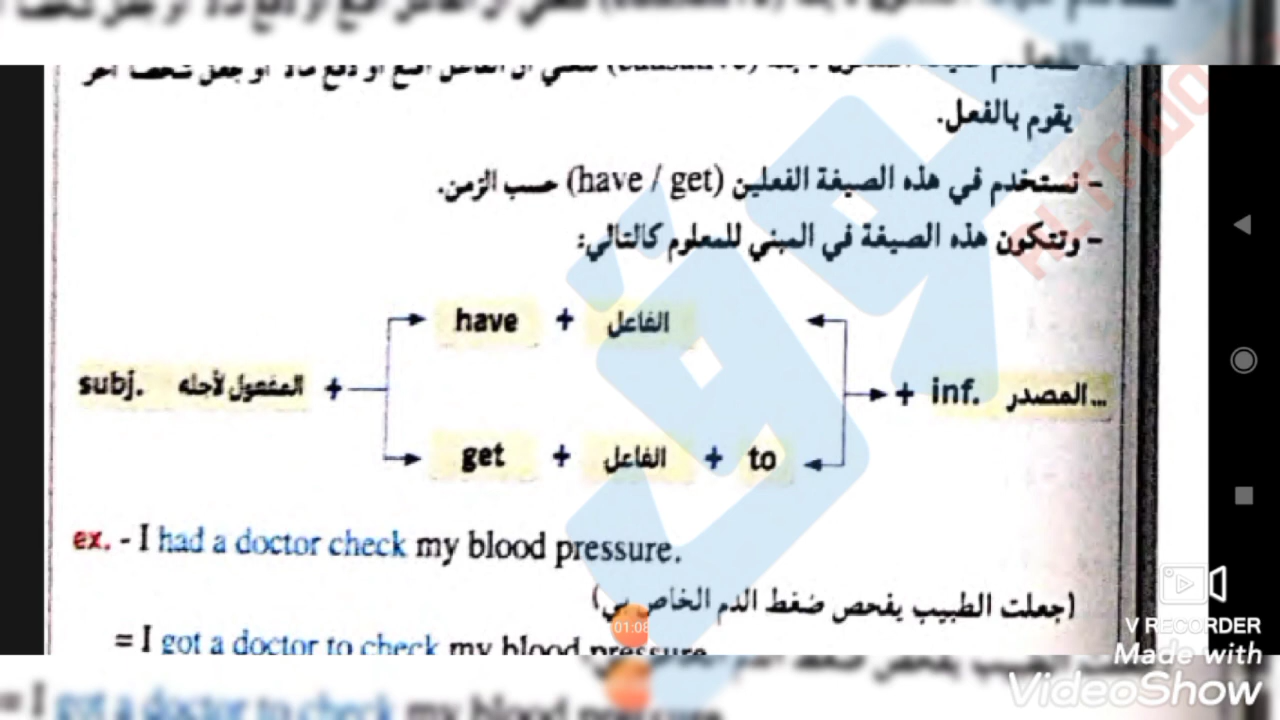 يقوم بالفعل.
– نستخدم في هذه الصيغة الفعلين (have / get) حسب الزمن.
– وتتكون هذه الصيغة في المبني للمعلوم كالتالي:
have + الفاعل
subj. المفعول لأجله + + inf. المصدر...
get + الفاعل + to
ex. - I had a doctor check my blood pressure.
(جعلت الطبيب يفحص ضغط الدم الخاص بي)
= I got a doctor to check my blood pressure.
01:08
V RECORDER
Made with
VideoShow